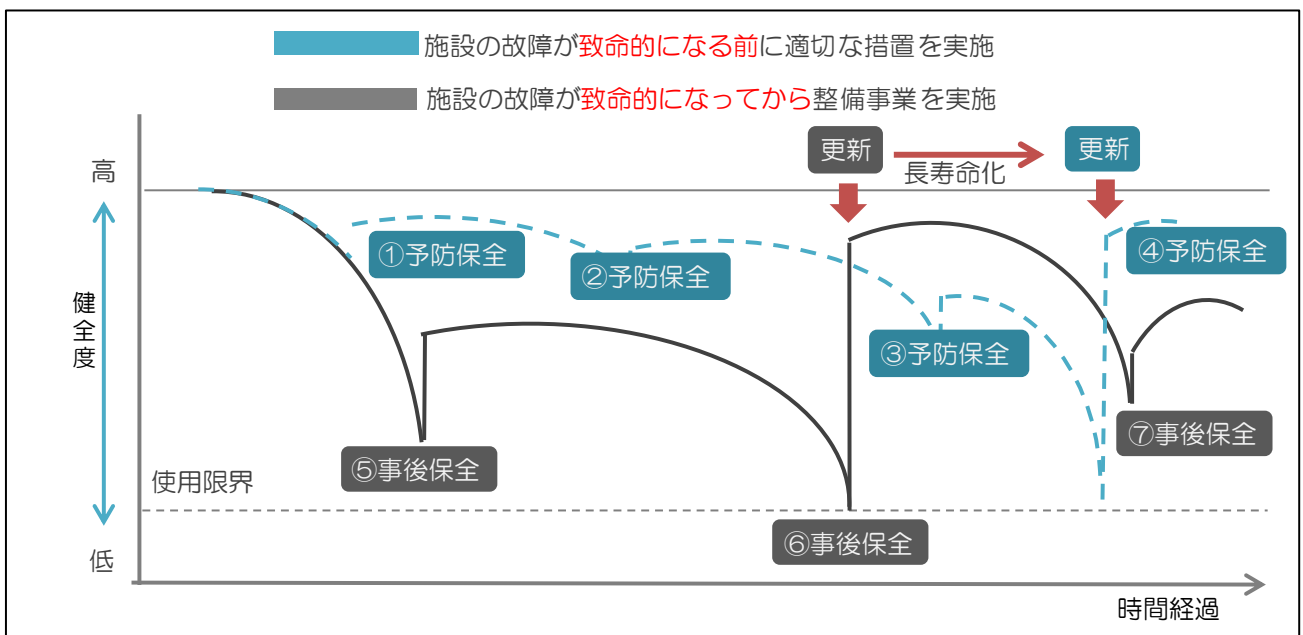 施設の故障が致命的になる前に適切な措置を実施
施設の故障が致命的になってから整備事業を実施
更新
更新
長寿命化
高
①予防保全
②予防保全
④予防保全
健全度
③予防保全
⑦事後保全
⑤事後保全
使用限界
⑥事後保全
低
時間経過